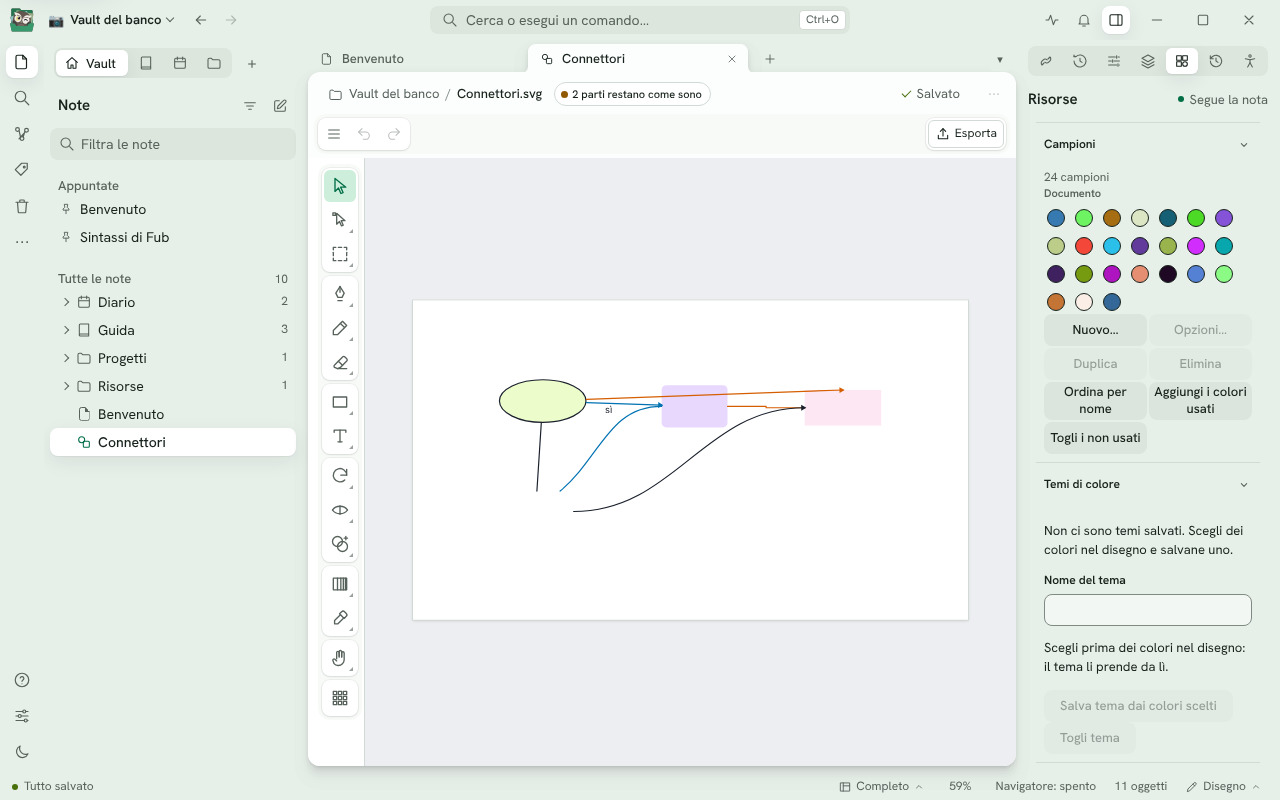 Vault del banco
Cerca o esegui un comando...
Ctrl+O
Vault
Benvenuto
Connettori
Note
Filtra le note
Appuntate
Benvenuto
Sintassi di Fub
Tutte le note 10
Diario 2
Guida 3
Progetti 1
Risorse 1
Benvenuto
Connettori
Vault del banco / Connettori.svg
2 parti restano come sono
Salvato
Esporta
sì
Risorse
Segue la nota
Campioni
24 campioni
Documento
Nuovo...
Opzioni...
Duplica
Elimina
Ordina per nome
Aggiungi i colori usati
Togli i non usati
Temi di colore
Non ci sono temi salvati. Scegli dei
colori nel disegno e salvane uno.
Nome del tema
Scegli prima dei colori nel disegno:
il tema li prende da lì.
Salva tema dai colori scelti
Togli tema
Tutto salvato
Completo
59%
Navigatore: spento
11 oggetti
Disegno